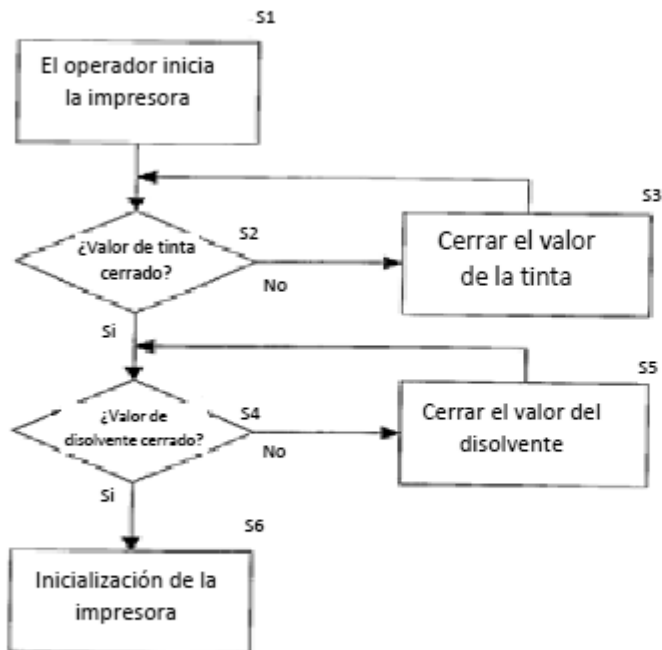 S1
El operador inicia
la impresora
S3
¿Valor de tinta
cerrado?
S2
No
Cerrar el valor
de la tinta
Si
S5
¿Valor de
disolvente cerrado?
S4
No
Cerrar el valor del
disolvente
Si
S6
Inicialización de la
impresora